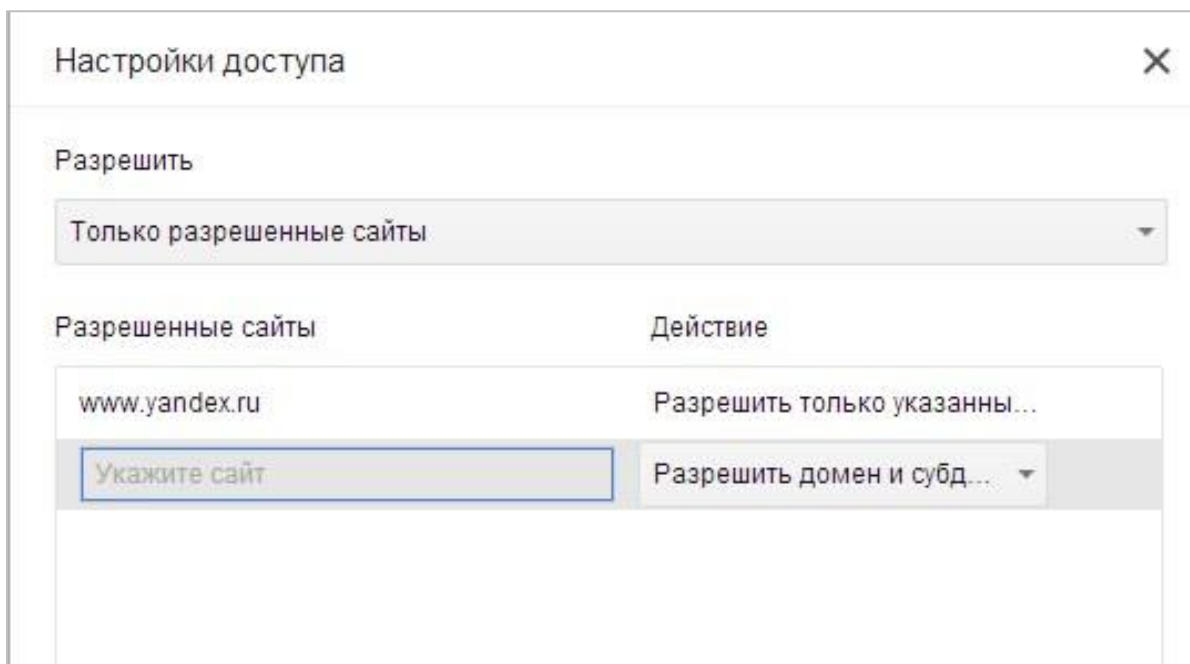 Настройки доступа
Разрешить
Только разрешенные сайты
Разрешенные сайты Действие
www.yandex.ru Разрешить только указанны...
Укажите сайт Разрешить домен и субд...